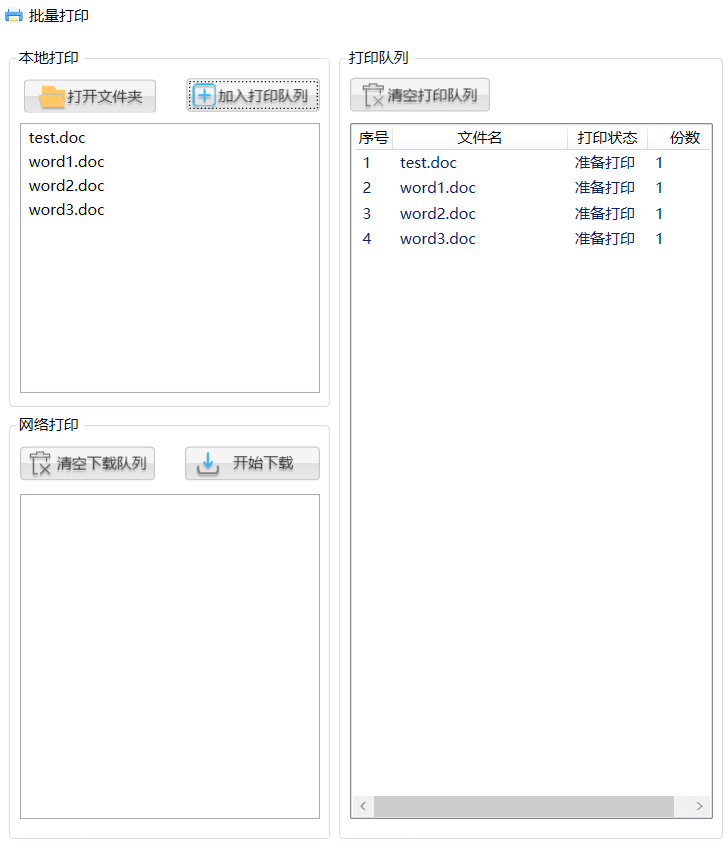 批量打印
本地打印
打开文件夹 加入打印队列
test.doc
word1.doc
word2.doc
word3.doc
网络打印
清空下载队列 开始下载
打印队列
清空打印队列
序号 文件名 打印状态 份数
1 test.doc 准备打印 1
2 word1.doc 准备打印 1
3 word2.doc 准备打印 1
4 word3.doc 准备打印 1